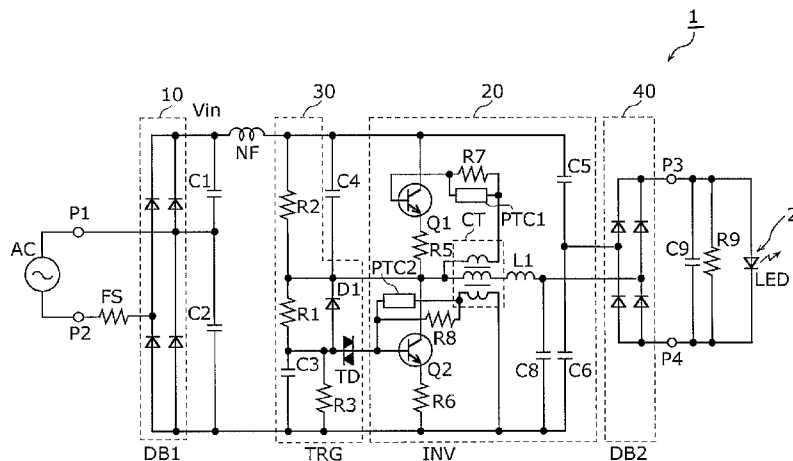 1
10
30
20
40
Vin
NF
C1
C4
R7
C5
P3
R2
Q1
PTC1
P1
CT
R5
2
AC
PTC2
L1
C9
R9
D1
LED
FS
C2
R1
R8
P2
P4
C3
TD
Q2
C8
C6
R3
R6
DB1
TRG
INV
DB2